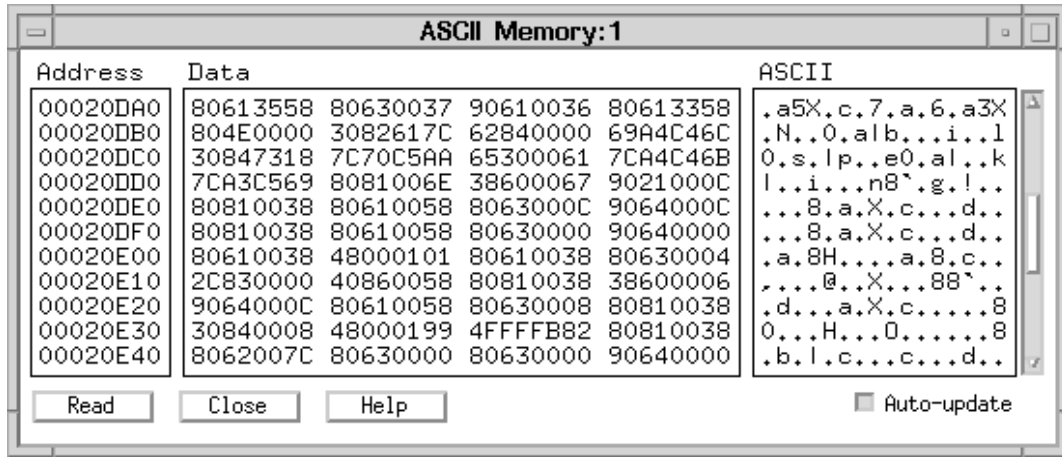 ASCII Memory:1
Address Data ASCII
00020DA0 80613558 80630037 90610036 80613358 .a5X.c.7.a.6.a3X
00020DB0 804E0000 3082617C 62840000 69A4C46C .N..0.a|b...i..l
00020DC0 30847318 7C70C5AA 65300061 7CA4C46B 0.s.|p..e0.a|..k
00020DD0 7CA3C569 8081006E 38600067 9021000C |..i...n8`.g.!..
00020DE0 80810038 80610058 8063000C 9064000C ...8.a.X.c...d..
00020DF0 80810038 80610058 80630000 90640000 ...8.a.X.c...d..
00020E00 80610038 48000101 80610038 80630004 .a.8H....a.8.c..
00020E10 2C830000 40860058 80810038 38600006 ,...@..X...88`..
00020E20 9064000C 80610058 80630008 80810038 .d...aX.c.....8
00020E30 30840008 48000199 4FFFFB82 80810038 0...H...O......8
00020E40 8062007C 80630000 80630000 90640000 .b.|.c...c...d..
Read Close Help Auto-update